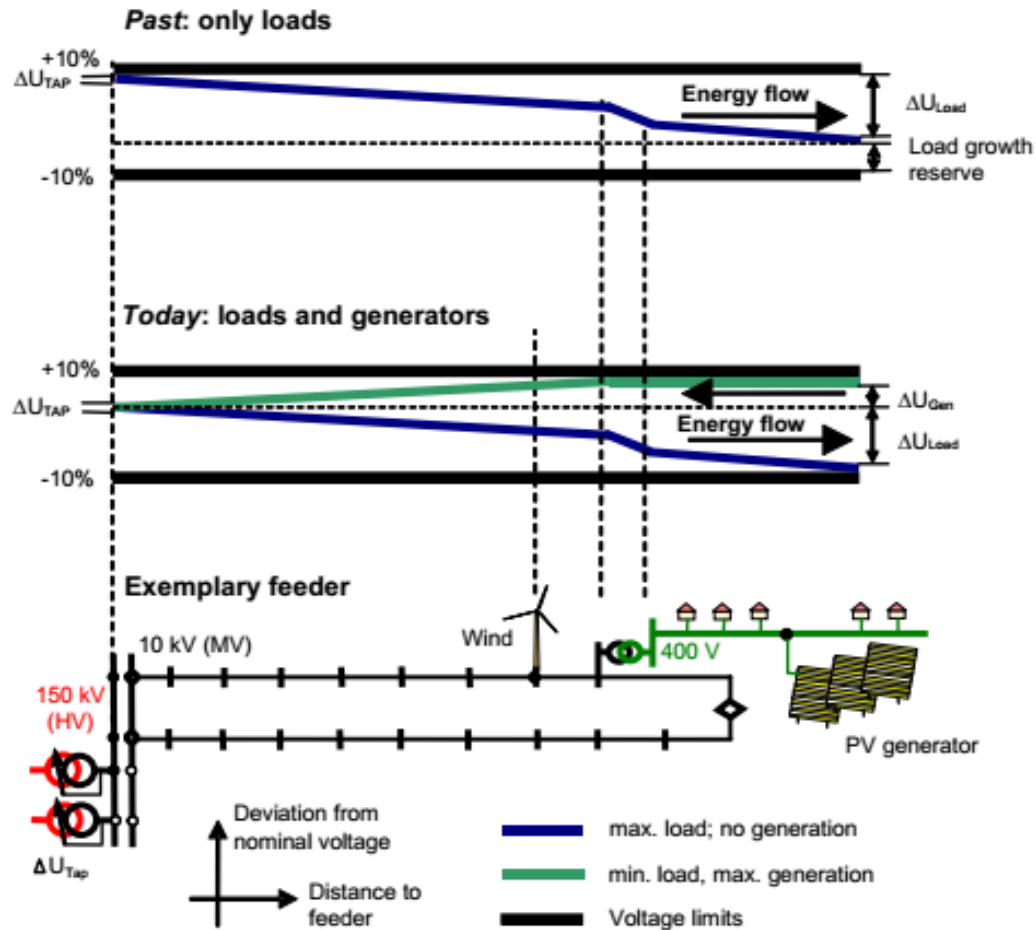 Past: only loads
+10%
ΔUTAP
Energy flow
ΔULoad
Load growth
reserve
-10%
Today: loads and generators
+10%
ΔUTAP
ΔUGen
Energy flow
ΔULoad
-10%
Exemplary feeder
10 kV (MV)
Wind
400 V
150 kV
(HV)
PV generator
ΔUTap
Deviation from
nominal voltage
Distance to
feeder
max. load; no generation
min. load, max. generation
Voltage limits